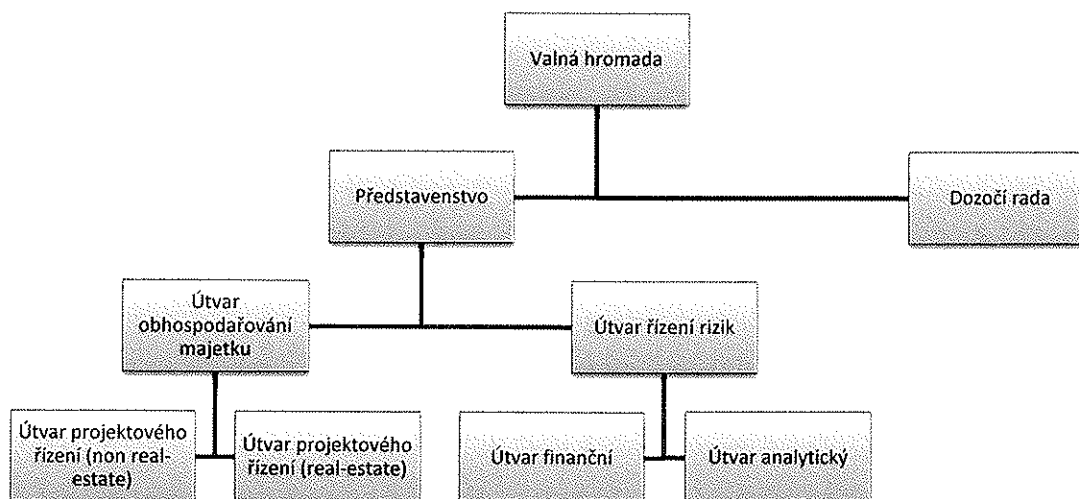 Valná hromada
Představenstvo
Dozočí rada
Útvar
obhospodařování
majetku
Útvar řízení rizik
Útvar projektového
řízení (non real-
estate)
Útvar projektového
řízení (real-estate)
Útvar finanční
Útvar analytický